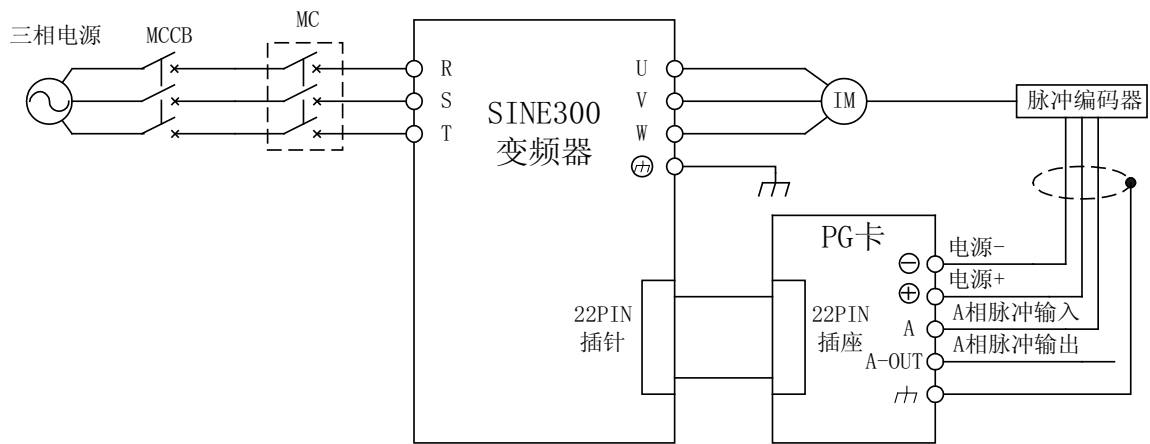 三相电源
MCCB
MC
R
S
T
SINE300
变频器
U
V
W
IM
脉冲编码器
PG卡
电源-
电源+
A
A相脉冲输入
A-OUT
A相脉冲输出
22PIN
插针
22PIN
插座